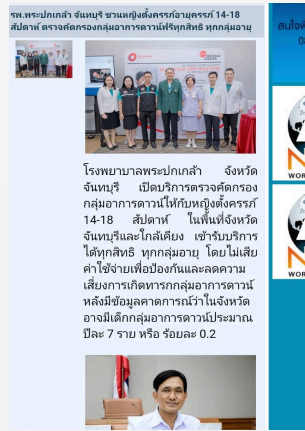 รพ.พระปกเกล้า จันทบุรี ชวนหญิงตั้งครรภ์อายุครรภ์ 14-18
สัปดาห์ ตรวจคัดกรองกลุ่มอาการดาวน์ฟรีทุกสิทธิ ทุกกลุ่มอายุ
โรงพยาบาลพระปกเกล้า จังหวัด
จันทบุรี เปิดบริการตรวจคัดกรอง
กลุ่มอาการดาวน์ให้กับหญิงตั้งครรภ์
14-18 สัปดาห์ ในพื้นที่จังหวัด
จันทบุรีและใกล้เคียง เข้ารับบริการ
ได้ทุกสิทธิ ทุกกลุ่มอายุ โดยไม่เสีย
ค่าใช้จ่ายเพื่อป้องกันและลดความ
เสี่ยงการเกิดทารกกลุ่มอาการดาวน์
หลังมีข้อมูลคาดการณ์ว่าในจังหวัด
อาจมีเด็กกลุ่มอาการดาวน์ประมาณ
ปีละ 7 ราย หรือ ร้อยละ 0.2